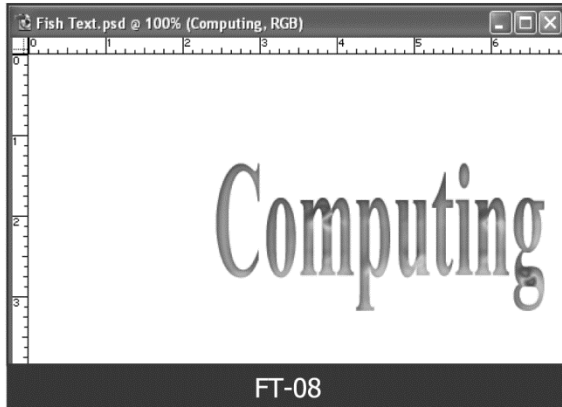 Fish Text.psd @ 100% (Computing, RGB)
0 1 2 3 4 5 6
0
1
2
3
Computing
FT-08